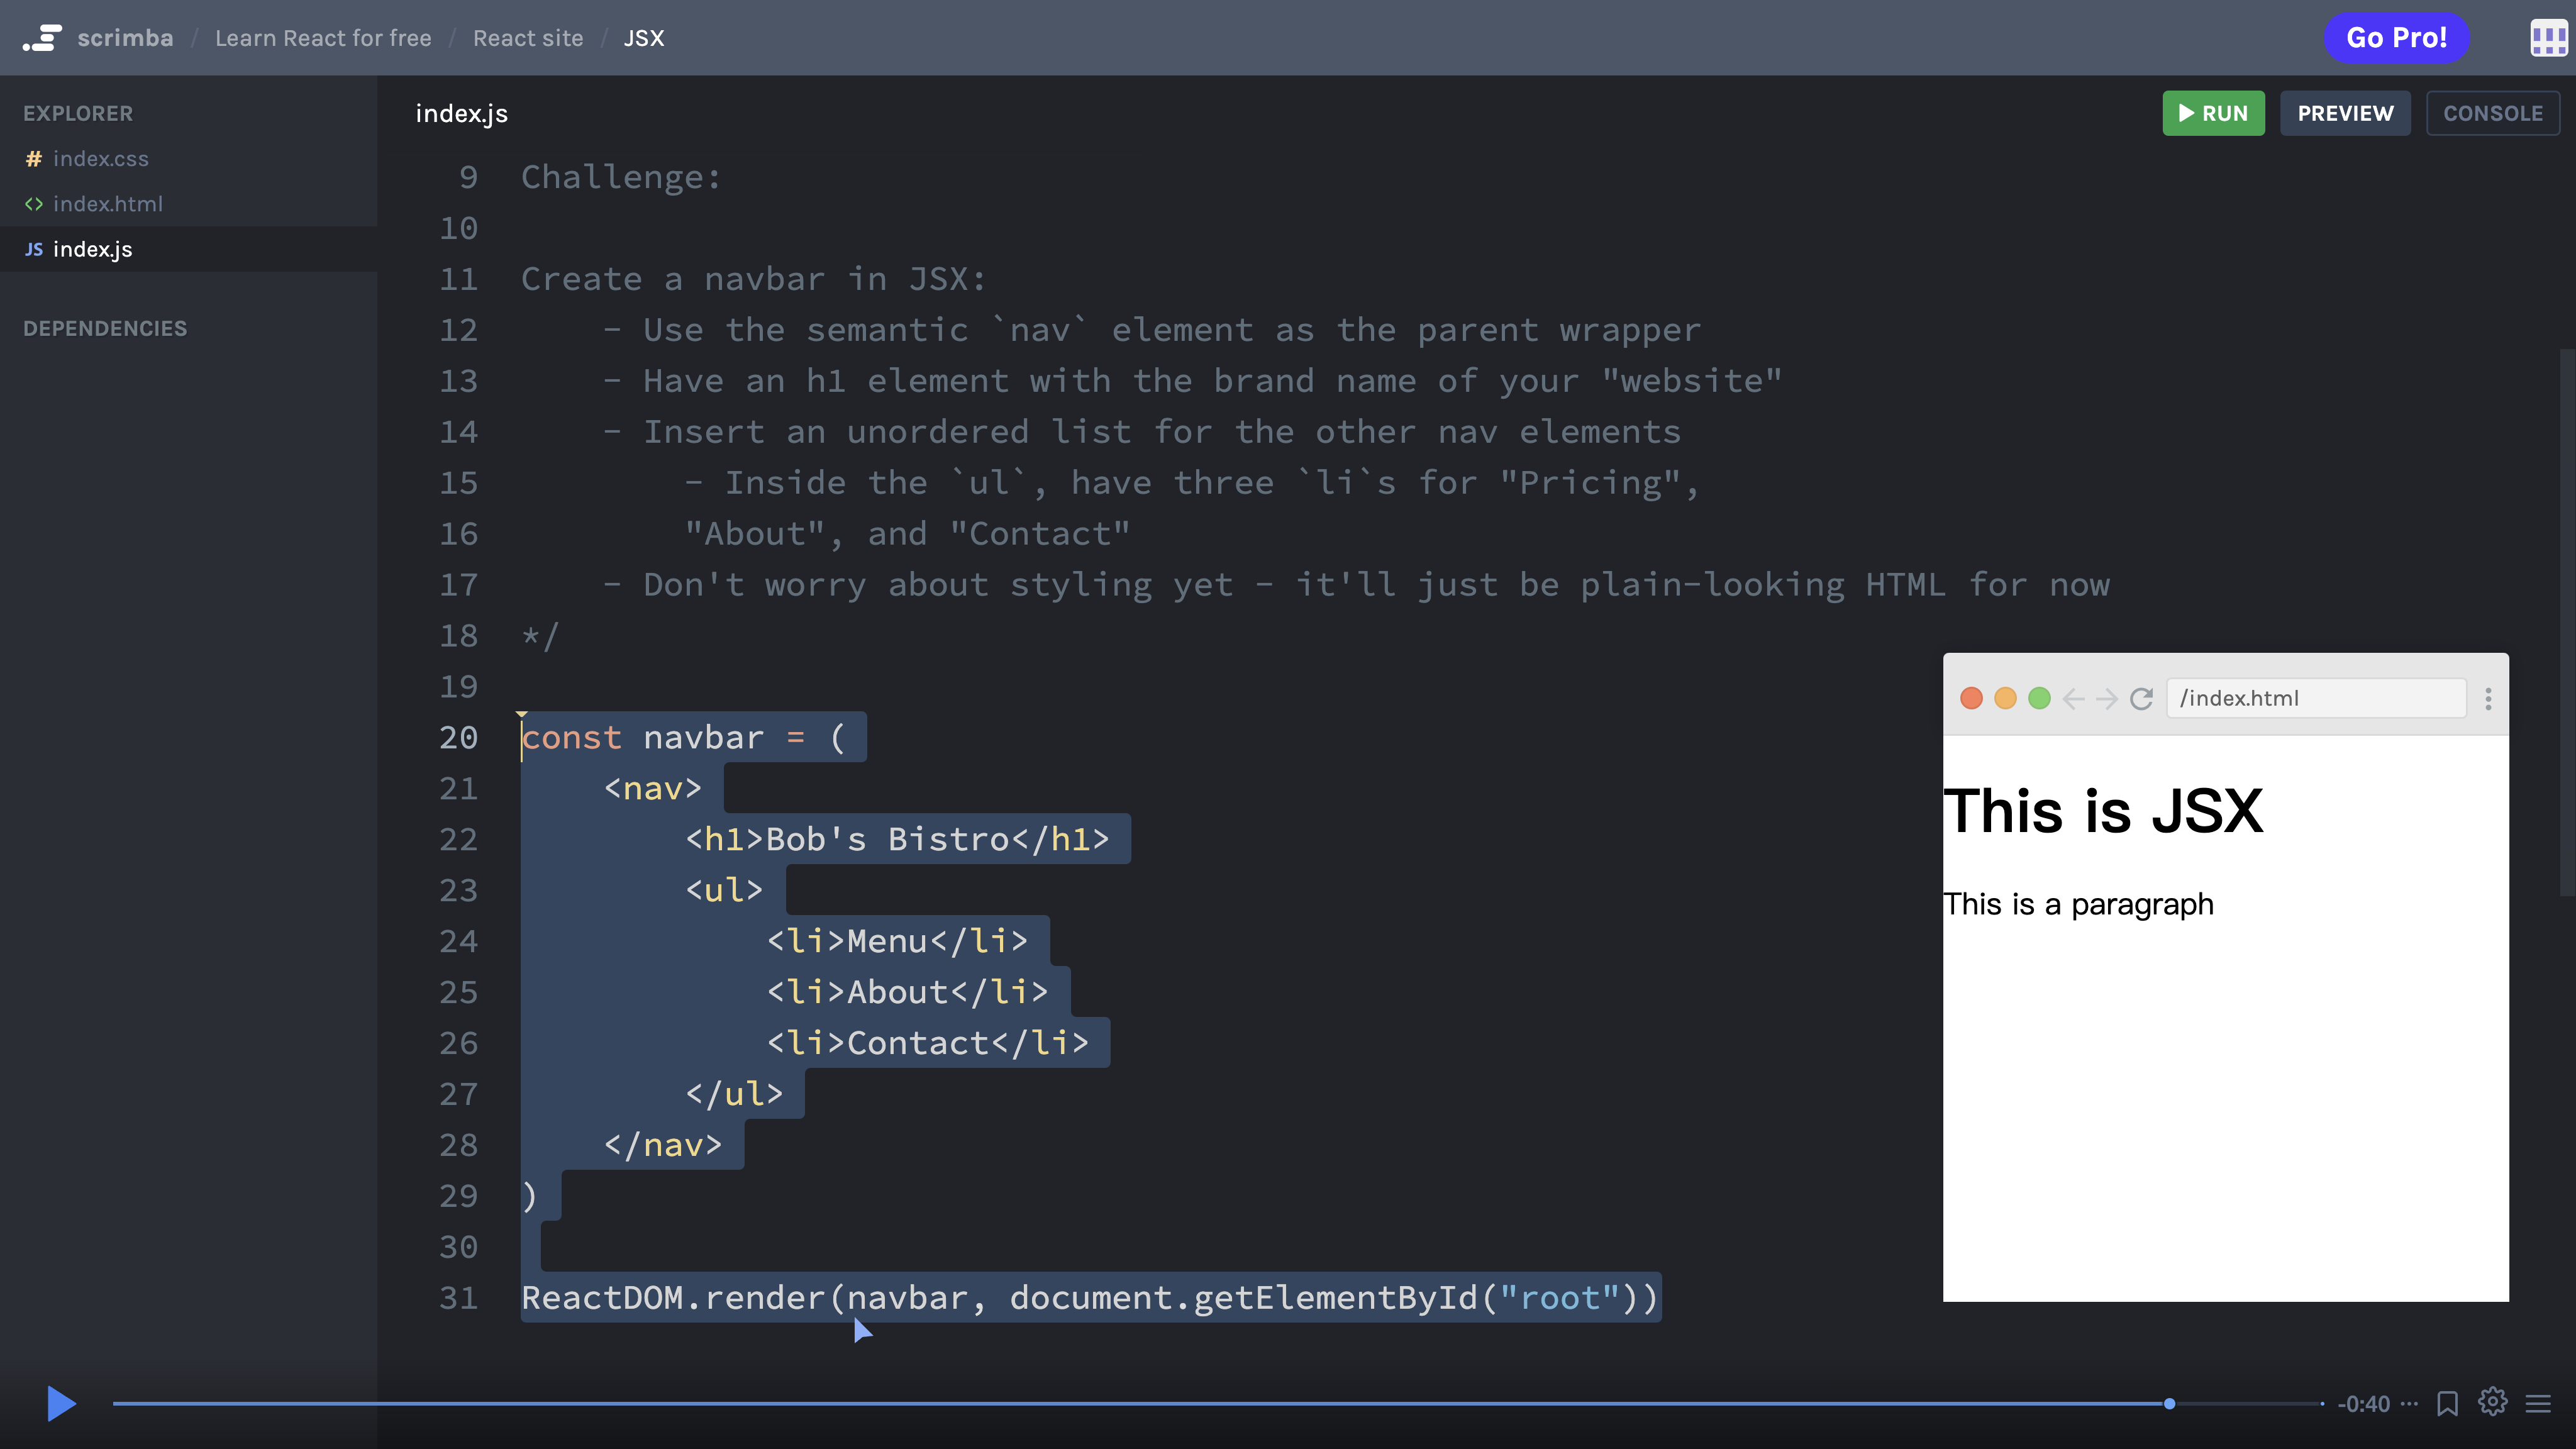 scrimba / Learn React for free / React site / JSX
Go Pro!
EXPLORER
# index.css
<> index.html
JS index.js
DEPENDENCIES
index.js
RUN
PREVIEW
CONSOLE
9 Challenge:
10
11 Create a navbar in JSX:
12     - Use the semantic `nav` element as the parent wrapper
13     - Have an h1 element with the brand name of your "website"
14     - Insert an unordered list for the other nav elements
15         - Inside the `ul`, have three `li`s for "Pricing",
16         "About", and "Contact"
17     - Don't worry about styling yet - it'll just be plain-looking HTML for now
18 */
19
20 const navbar = (
21     <nav>
22         <h1>Bob's Bistro</h1>
23         <ul>
24             <li>Menu</li>
25             <li>About</li>
26             <li>Contact</li>
27         </ul>
28     </nav>
29 )
30
31 ReactDOM.render(navbar, document.getElementById("root"))
/index.html
This is JSX
This is a paragraph
-0:40